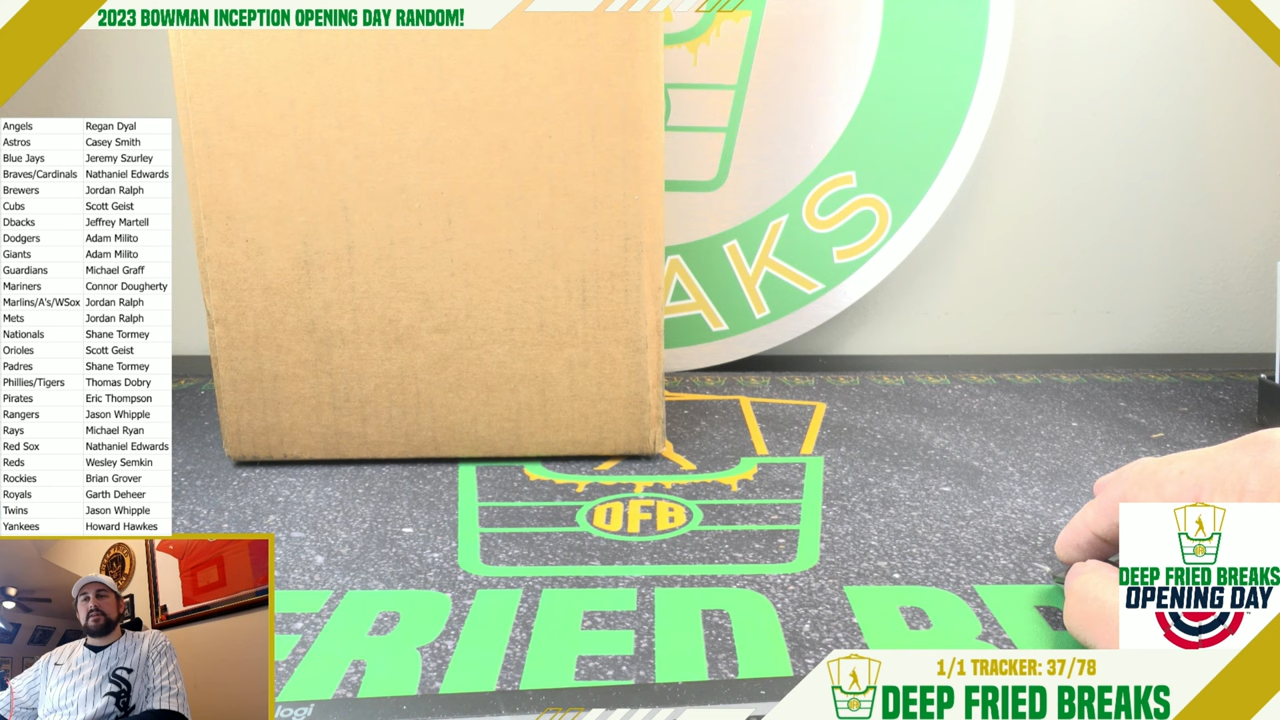 2023 BOWMAN INCEPTION OPENING DAY RANDOM!
Angels Regan Dyal
Astros Casey Smith
Blue Jays Jeremy Szurley
Braves/Cardinals Nathaniel Edwards
Brewers Jordan Ralph
Cubs Scott Geist
Dbacks Jeffrey Martell
Dodgers Adam Milito
Giants Adam Milito
Guardians Michael Graff
Mariners Connor Dougherty
Marlins/A's/WSox Jordan Ralph
Mets Jordan Ralph
Nationals Shane Tormey
Orioles Scott Geist
Padres Shane Tormey
Phillies/Tigers Thomas Dobry
Pirates Eric Thompson
Rangers Jason Whipple
Rays Michael Ryan
Red Sox Nathaniel Edwards
Reds Wesley Semkin
Rockies Brian Grover
Royals Garth Deheer
Twins Jason Whipple
Yankees Howard Hawkes
AKS
DFB
FRIED BR
logi
Sox
DEEP FRIED BREAKS
OPENING DAY
1/1 TRACKER: 37/78
DEEP FRIED BREAKS